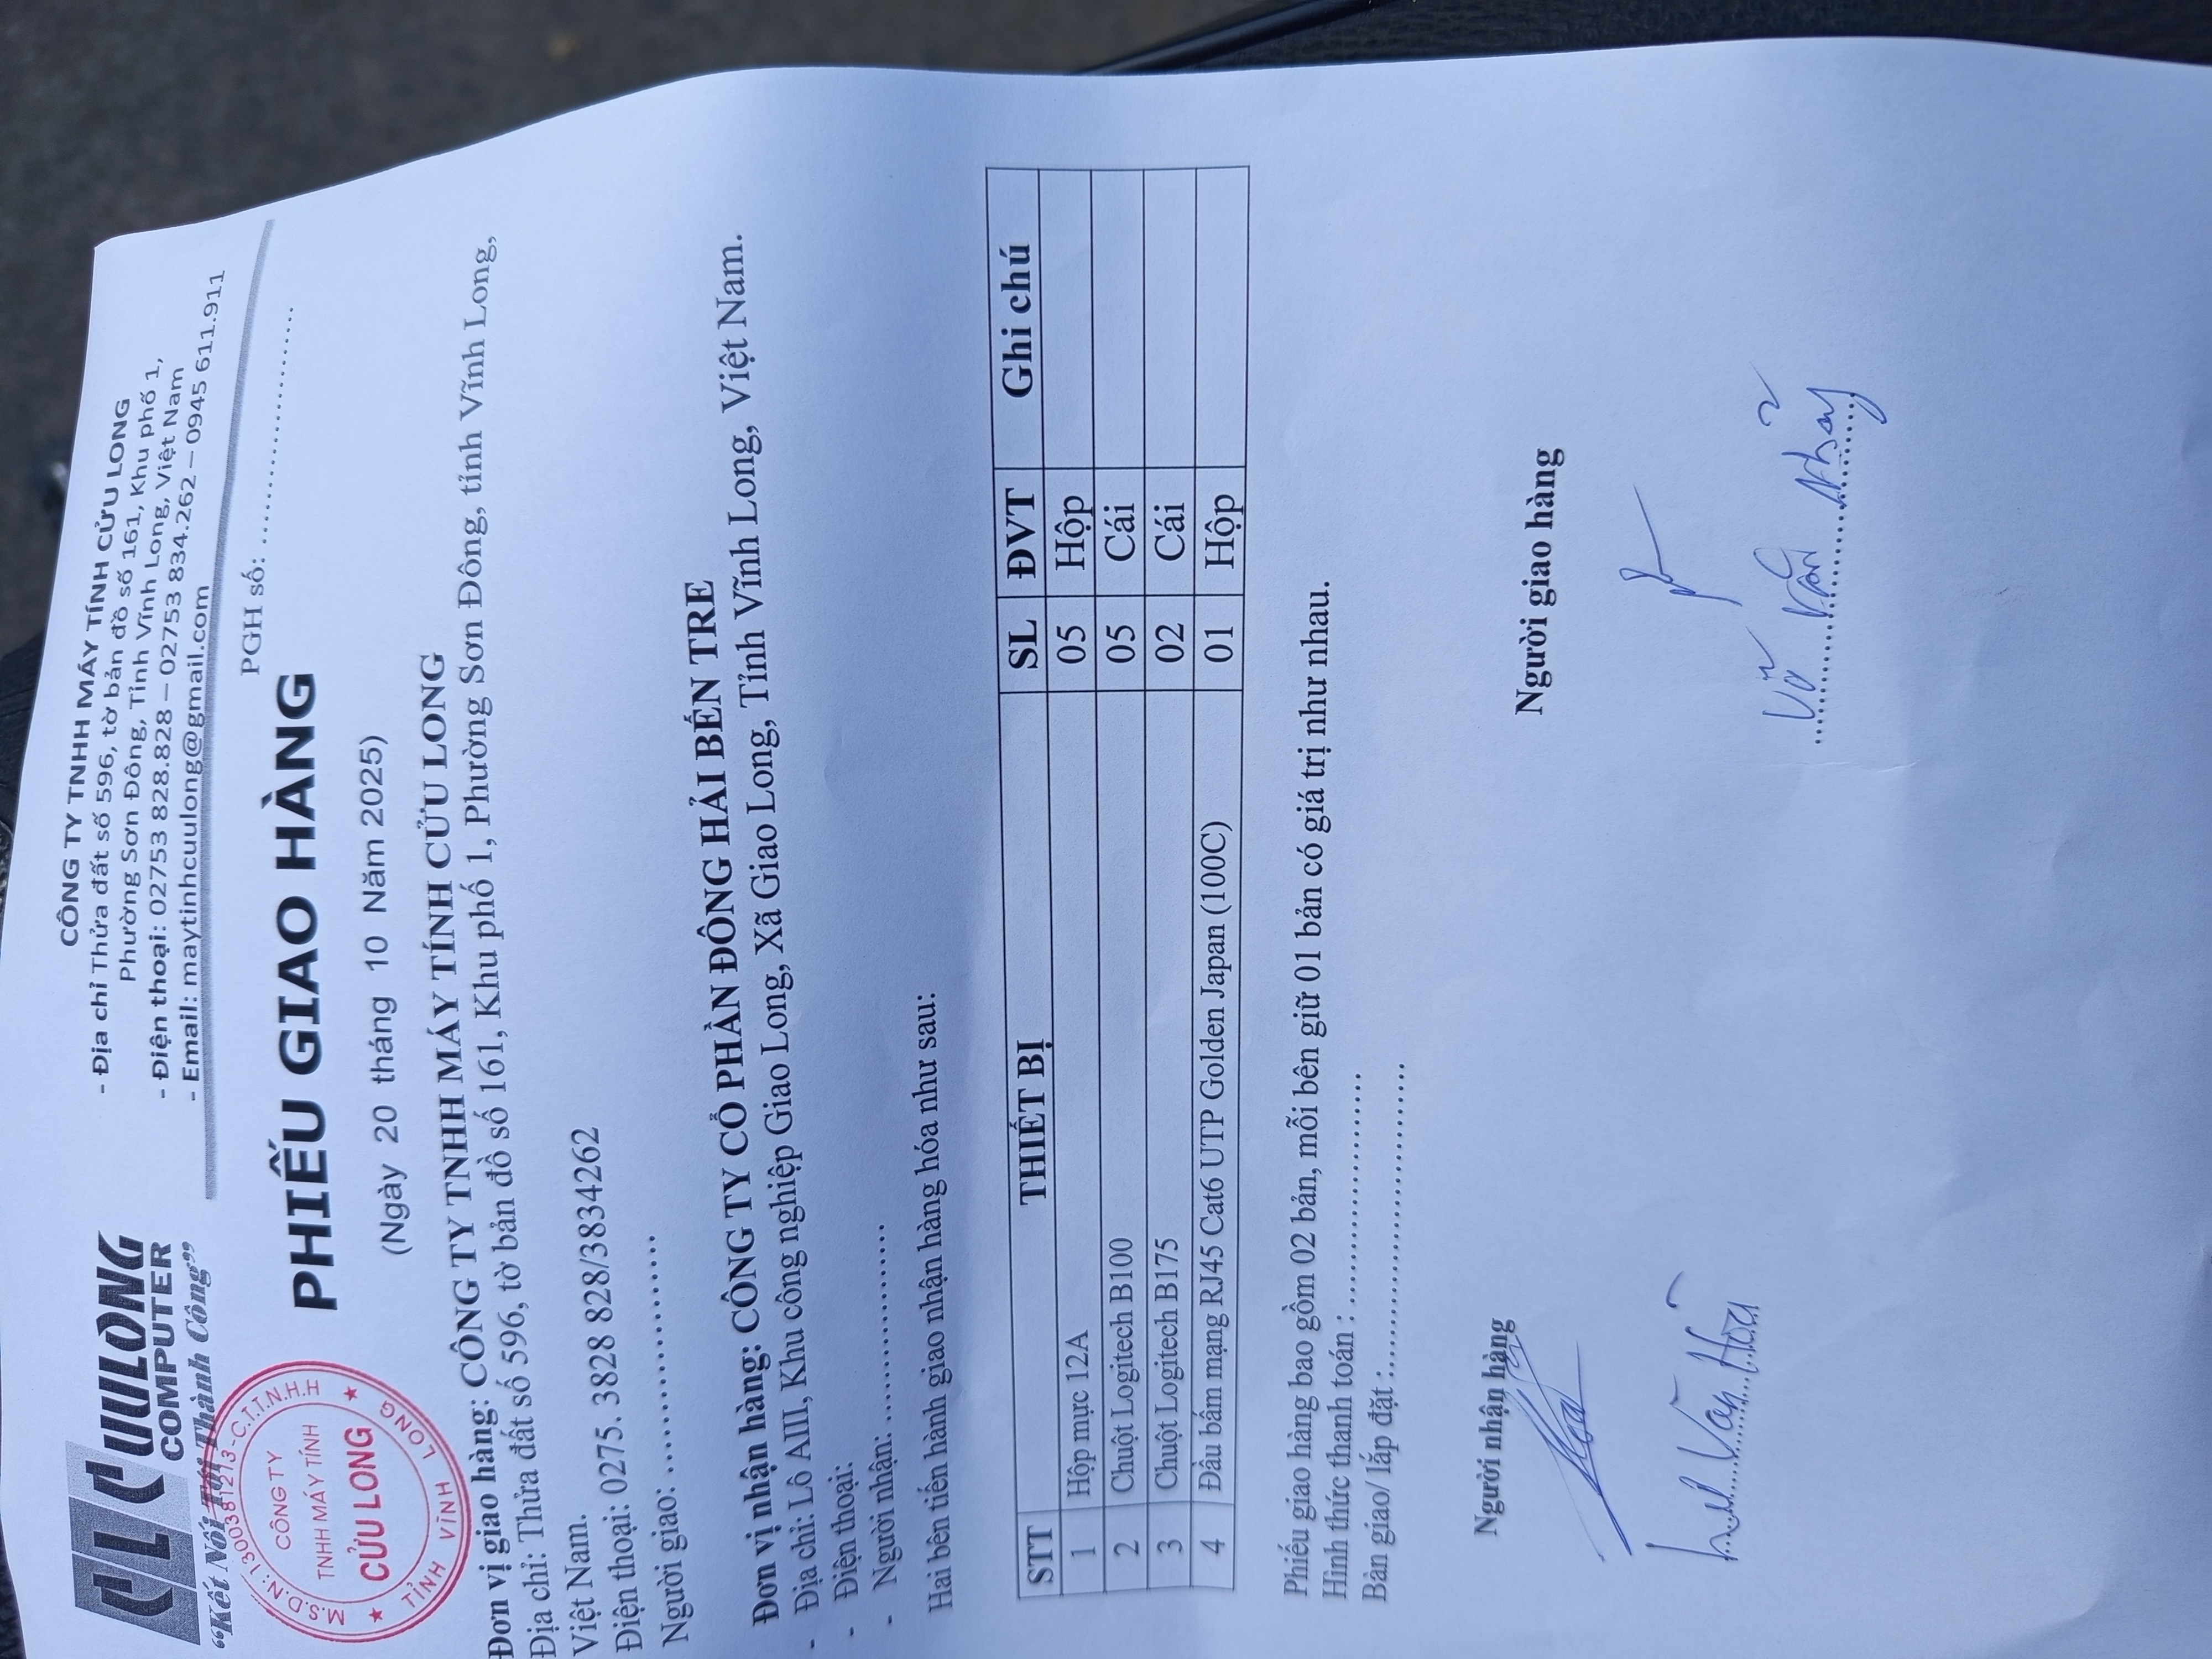 CUULONG
COMPUTER
“Kết Nối Tới Thành Công”
CÔNG TY TNHH MÁY TÍNH CỬU LONG
- Địa chỉ Thửa đất số 596, tờ bản đồ số 161, Khu phố 1,
Phường Sơn Đông, Tỉnh Vĩnh Long, Việt Nam
- Điện thoại: 02753 828.828 – 02753 834.262 – 0945 611.911
- Email: maytinhcuulong@gmail.com
M.S.D.N: 1300381213-C.T.T.N.H.H
CÔNG TY
TNHH MÁY TÍNH
CỬU LONG
TỈNH VĨNH LONG
PGH số: ........................
PHIẾU GIAO HÀNG
(Ngày 20 tháng 10 Năm 2025)
Đơn vị giao hàng: CÔNG TY TNHH MÁY TÍNH CỬU LONG
Địa chỉ: Thửa đất số 596, tờ bản đồ số 161, Khu phố 1, Phường Sơn Đông, tỉnh Vĩnh Long,
Việt Nam.
Điện thoại: 0275. 3828 828/3834262
Người giao: ........................
Đơn vị nhận hàng: CÔNG TY CỔ PHẦN ĐÔNG HẢI BẾN TRE
- Địa chỉ: Lô AIII, Khu công nghiệp Giao Long, Xã Giao Long, Tỉnh Vĩnh Long, Việt Nam.
- Điện thoại:
- Người nhận: ........................
Hai bên tiến hành giao nhận hàng hóa như sau:
STT THIẾT BỊ SL ĐVT Ghi chú
1 Hộp mực 12A 05 Hộp
2 Chuột Logitech B100 05 Cái
3 Chuột Logitech B175 02 Cái
4 Đầu bấm mạng RJ45 Cat6 UTP Golden Japan (100C) 01 Hộp
Phiếu giao hàng bao gồm 02 bản, mỗi bên giữ 01 bản có giá trị như nhau.
Hình thức thanh toán : ........................
Bàn giao/ lắp đặt : ........................
Người nhận hàng Người giao hàng
Văn Hòa Võ Văn